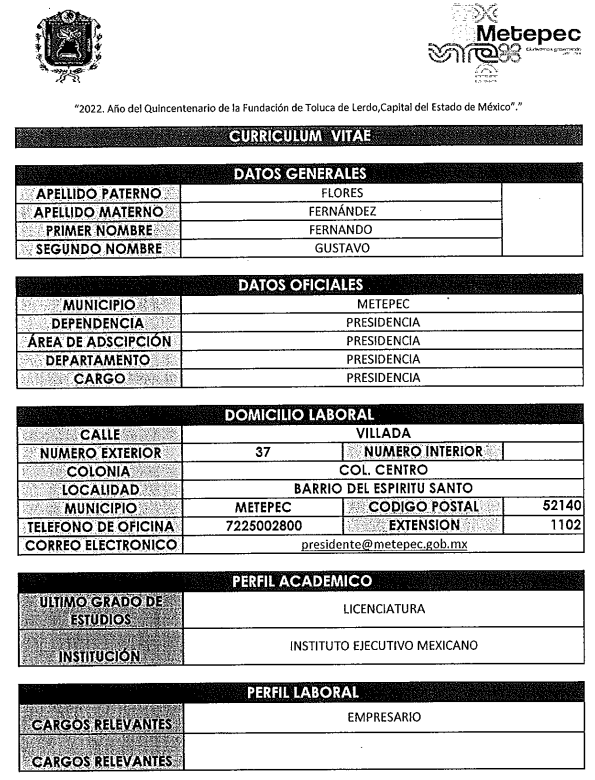 Metepec
"2022. Año del Quincentenario de la Fundación de Toluca de Lerdo,Capital del Estado de México"."
CURRICULUM VITAE
DATOS GENERALES
APELLIDO PATERNO FLORES
APELLIDO MATERNO FERNÁNDEZ
PRIMER NOMBRE FERNANDO
SEGUNDO NOMBRE GUSTAVO
DATOS OFICIALES
MUNICIPIO METEPEC
DEPENDENCIA PRESIDENCIA
ÁREA DE ADSCIPCIÓN PRESIDENCIA
DEPARTAMENTO PRESIDENCIA
CARGO PRESIDENCIA
DOMICILIO LABORAL
CALLE VILLADA
NUMERO EXTERIOR 37 NUMERO INTERIOR
COLONIA COL. CENTRO
LOCALIDAD BARRIO DEL ESPIRITU SANTO
MUNICIPIO METEPEC CODIGO POSTAL 52140
TELEFONO DE OFICINA 7225002800 EXTENSION 1102
CORREO ELECTRONICO presidente@metepec.gob.mx
PERFIL ACADEMICO
ULTIMO GRADO DE
ESTUDIOS LICENCIATURA
INSTITUCIÓN INSTITUTO EJECUTIVO MEXICANO
PERFIL LABORAL
CARGOS RELEVANTES EMPRESARIO
CARGOS RELEVANTES